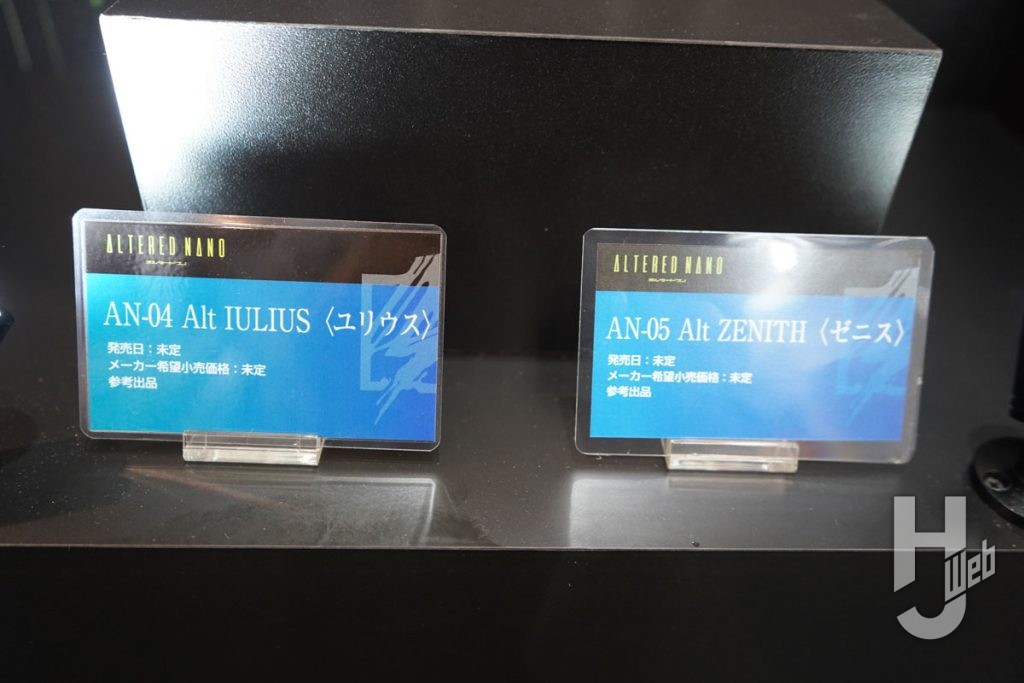 ALTERED NANO
AN-04 Alt IULIUS〈ユリウス〉
発売日：未定
メーカー希望小売価格：未定
参考出品
ALTERED NANO
AN-05 Alt ZENITH〈ゼニス〉
発売日：未定
メーカー希望小売価格：未定
参考出品
HJ Web